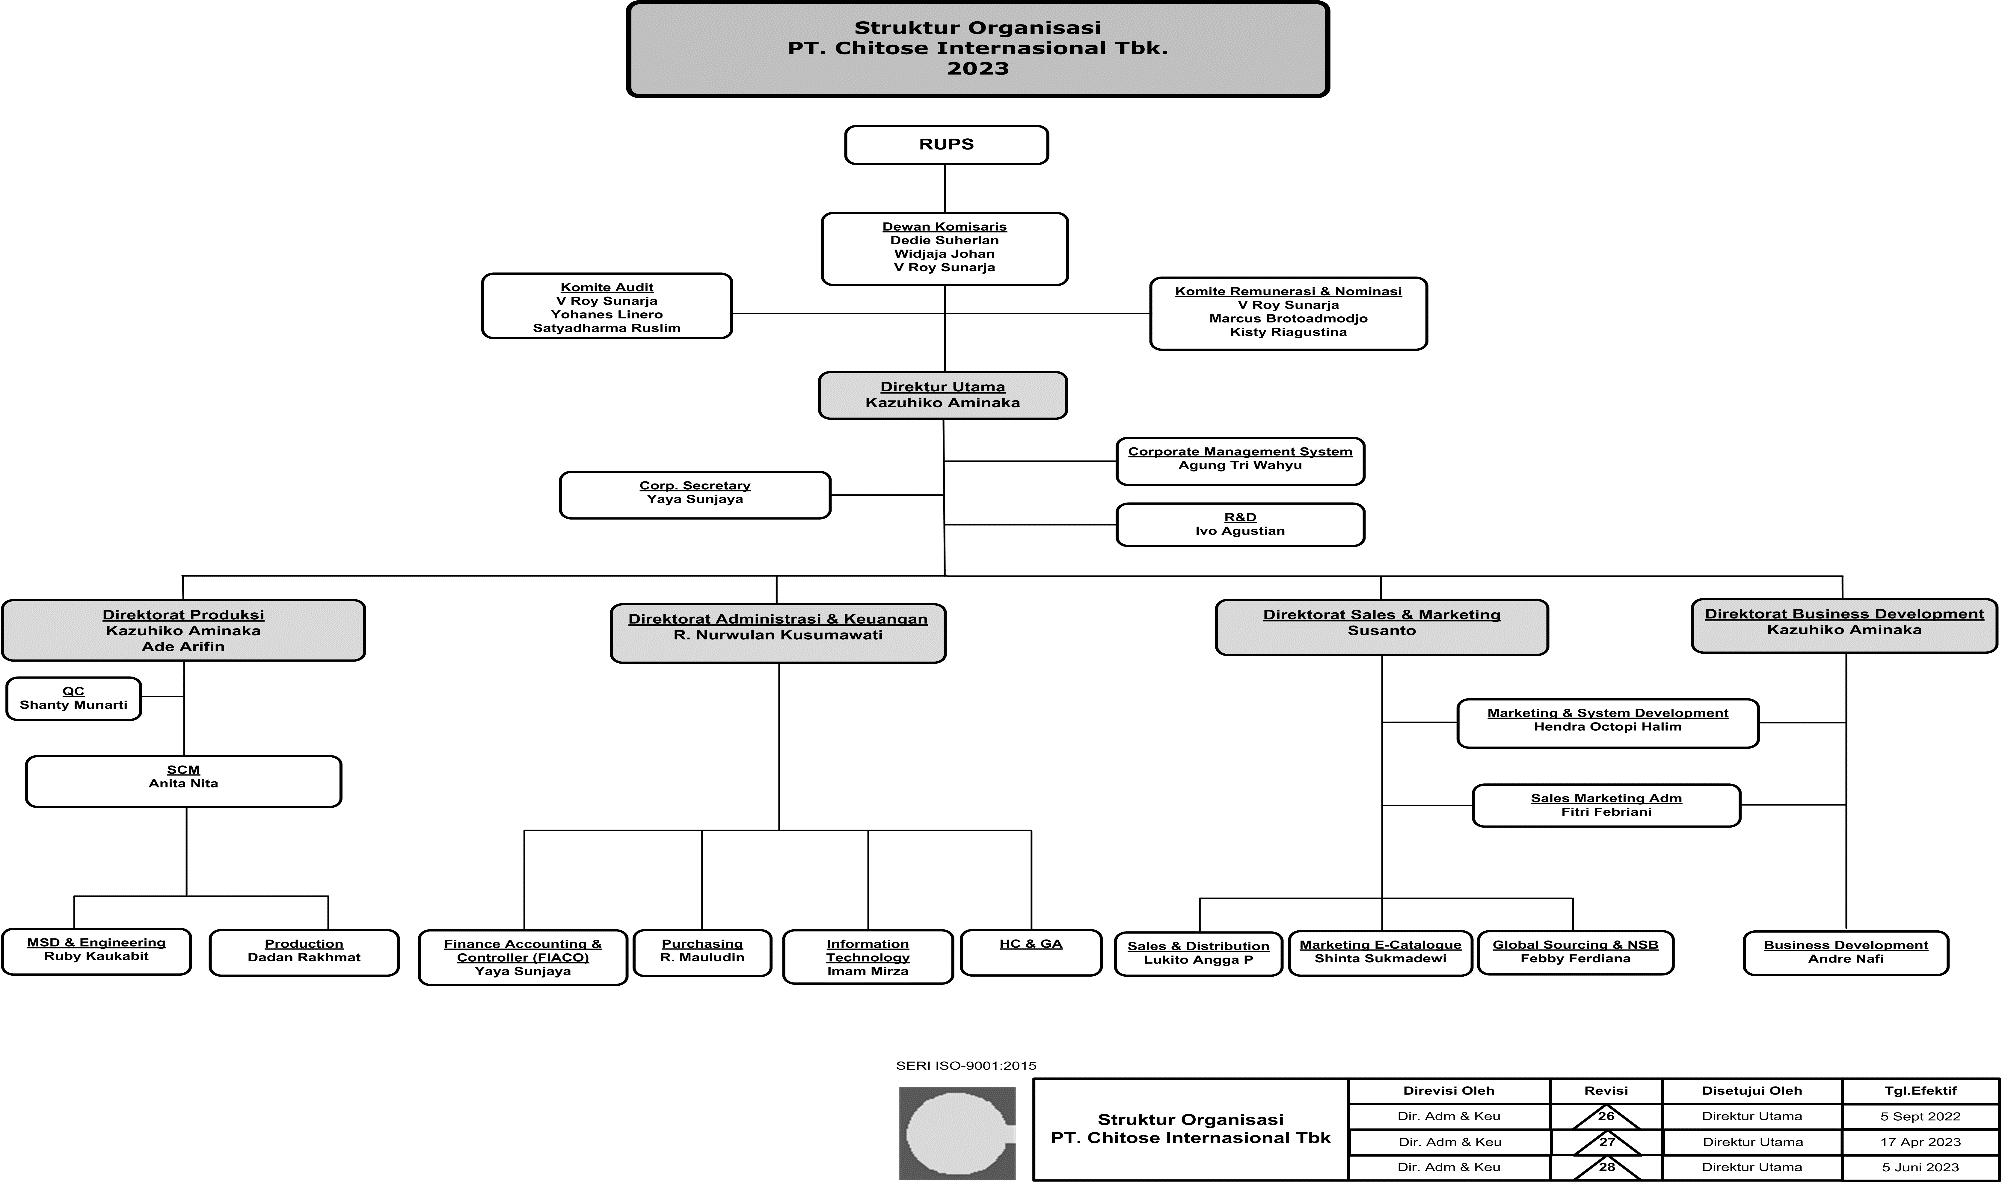 Struktur Organisasi
PT. Chitose Internasional Tbk.
2023
RUPS
Dewan Komisaris
Dedie Suherlan
Widjaja Johan
V Roy Sunarja
Komite Audit
V Roy Sunarja
Yohanes Linero
Satyadharma Ruslim
Komite Remunerasi & Nominasi
V Roy Sunarja
Marcus Brotoadmodjo
Kisty Riagustina
Direktur Utama
Kazuhiko Aminaka
Corporate Management System
Agung Tri Wahyu
Corp. Secretary
Yaya Sunjaya
R&D
Ivo Agustian
Direktorat Produksi
Kazuhiko Aminaka
Ade Arifin
Direktorat Administrasi & Keuangan
R. Nurwulan Kusumawati
Direktorat Sales & Marketing
Susanto
Direktorat Business Development
Kazuhiko Aminaka
QC
Shanty Munarti
Marketing & System Development
Hendra Octopi Halim
SCM
Anita Nita
Sales Marketing Adm
Fitri Febriani
MSD & Engineering
Ruby Kaukabit
Production
Dadan Rakhmat
Finance Accounting &
Controller (FIACO)
Yaya Sunjaya
Purchasing
R. Mauludin
Information
Technology
Imam Mirza
HC & GA
Sales & Distribution
Lukito Angga P
Marketing E-Catalogue
Shinta Sukmadewi
Global Sourcing & NSB
Febby Ferdiana
Business Development
Andre Nafi
SERI ISO-9001:2015
Struktur Organisasi
PT. Chitose Internasional Tbk
Direvisi Oleh Revisi Disetujui Oleh Tgl.Efektif
Dir. Adm & Keu 26 Direktur Utama 5 Sept 2022
Dir. Adm & Keu 27 Direktur Utama 17 Apr 2023
Dir. Adm & Keu 28 Direktur Utama 5 Juni 2023